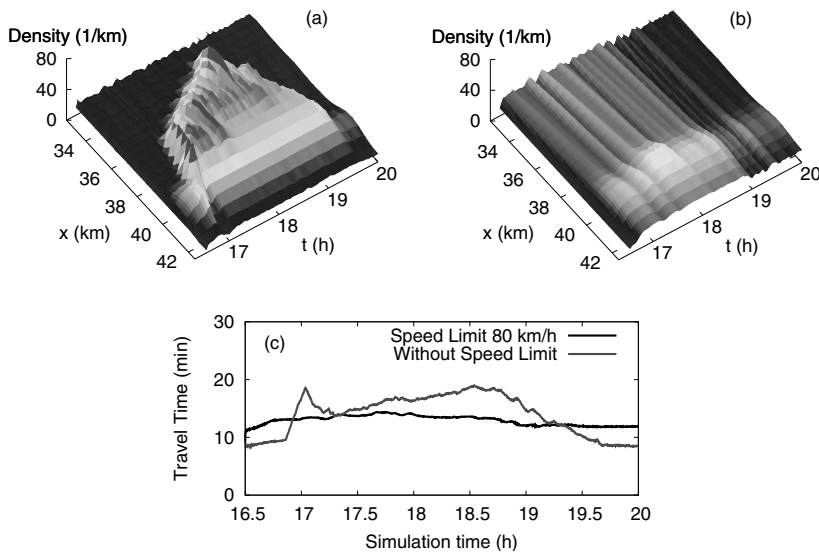 (a)
Density (1/km)
80
40
0
34
36
38
40
42
x (km)
17
18
19
20
t (h)
(b)
Density (1/km)
80
40
0
34
36
38
40
42
x (km)
17
18
19
20
t (h)
(c)
Speed Limit 80 km/h
Without Speed Limit
30
20
10
0
Travel Time (min)
16.5 17 17.5 18 18.5 19 19.5 20
Simulation time (h)